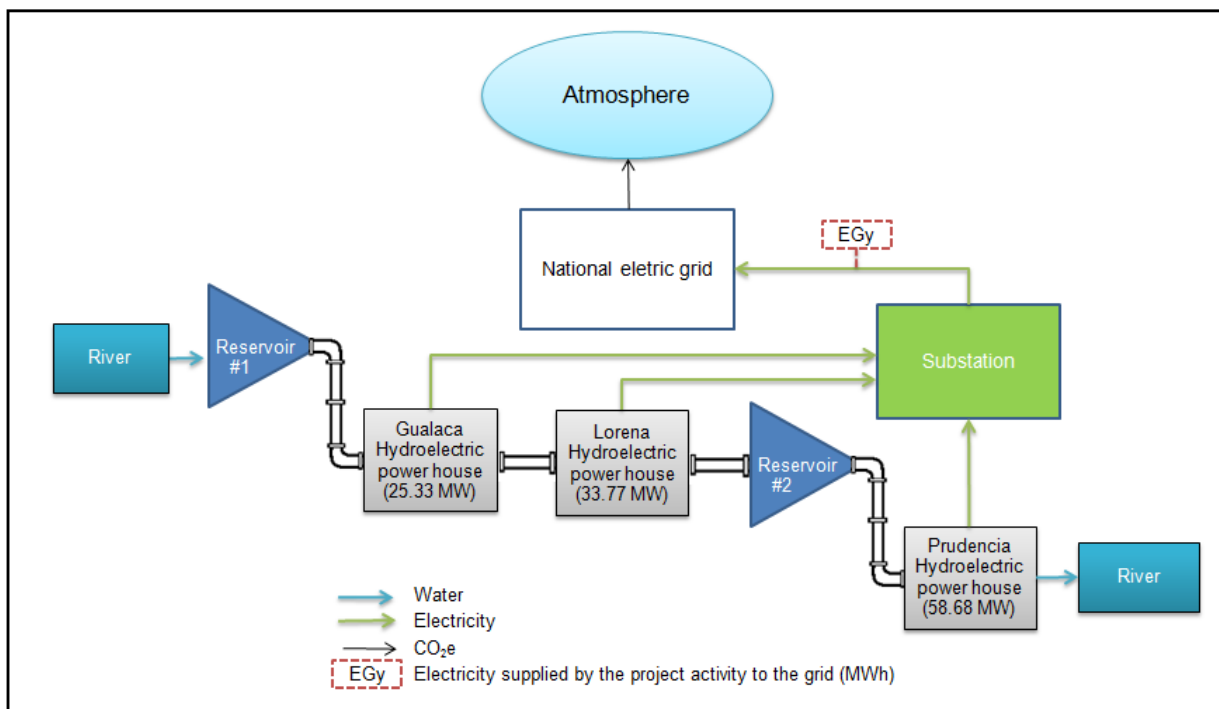 Atmosphere
National eletric grid
EGy
River
Reservoir
#1
Substation
Gualaca
Hydroelectric
power house
(25.33 MW)
Lorena
Hydroelectric
power house
(33.77 MW)
Reservoir
#2
Prudencia
Hydroelectric
power house
(58.68 MW)
River
Water
Electricity
CO₂e
EGy Electricity supplied by the project activity to the grid (MWh)